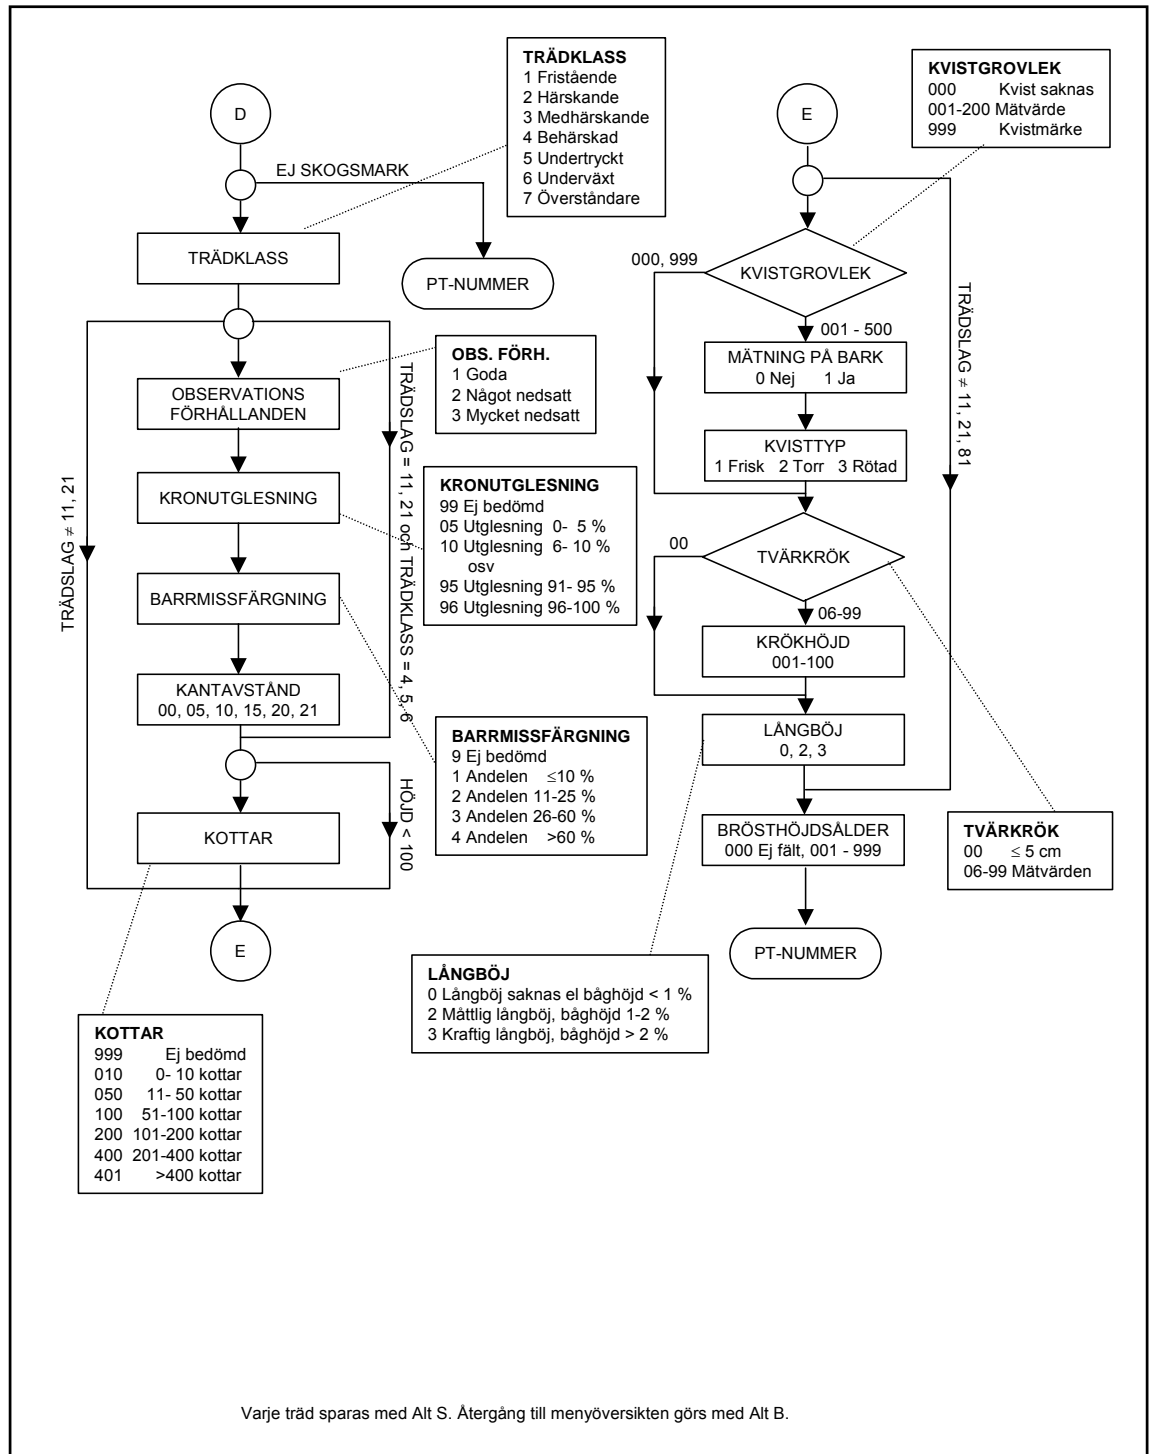 D
EJ SKOGSMARK
TRÄDKLASS
PT-NUMMER
TRÄDKLASS
1 Fristående
2 Härskande
3 Medhärskande
4 Behärskad
5 Undertryckt
6 Underväxt
7 Överståndare
OBSERVATIONS
FÖRHÅLLANDEN
OBS. FÖRH.
1 Goda
2 Något nedsatt
3 Mycket nedsatt
KRONUTGLESNING
KRONUTGLESNING
99 Ej bedömd
05 Utglesning 0- 5 %
10 Utglesning 6- 10 %
osv
95 Utglesning 91- 95 %
96 Utglesning 96-100 %
BARRMISSFÄRGNING
KANTAVSTÅND
00, 05, 10, 15, 20, 21
BARRMISSFÄRGNING
9 Ej bedömd
1 Andelen ≤10 %
2 Andelen 11-25 %
3 Andelen 26-60 %
4 Andelen >60 %
TRÄDSLAG ≠ 11, 21
TRÄDSLAG = 11, 21 och TRÄDKLASS = 4, 5, 6
HÖJD < 100
KOTTAR
E
KOTTAR
999 Ej bedömd
010 0- 10 kottar
050 11- 50 kottar
100 51-100 kottar
200 101-200 kottar
400 201-400 kottar
401 >400 kottar
E
KVISTGROVLEK
000 Kvist saknas
001-200 Mätvärde
999 Kvistmärke
000, 999
KVISTGROVLEK
001 - 500
MÄTNING PÅ BARK
0 Nej 1 Ja
KVISTTYP
1 Frisk 2 Torr 3 Rötad
TRÄDSLAG ≠ 11, 21, 81
00
TVÄRKRÖK
06-99
KRÖKHÖJD
001-100
LÅNGBÖJ
0, 2, 3
BRÖSTHÖJDSÅLDER
000 Ej fält, 001 - 999
TVÄRKRÖK
00 ≤ 5 cm
06-99 Mätvärden
PT-NUMMER
LÅNGBÖJ
0 Långböj saknas el båghöjd < 1 %
2 Måttlig långböj, båghöjd 1-2 %
3 Kraftig långböj, båghöjd > 2 %
Varje träd sparas med Alt S. Återgång till menyöversikten görs med Alt B.